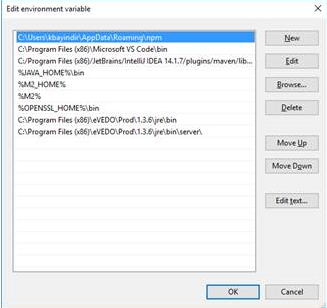 Edit environment variable
C:\Users\kbayindir\AppData\Roaming\npm
C:\Program Files (x86)\Microsoft VS Code\bin
C:/Program Files (x86)/JetBrains/IntelliJ IDEA 14.1.7/plugins/maven/lib...
%JAVA_HOME%\bin
%M2_HOME%
%M2%
%OPENSSL_HOME%\bin
C:\Program Files (x86)\eVEDO\Prod\1.3.6\jre\bin
C:\Program Files (x86)\eVEDO\Prod\1.3.6\jre\bin\server\
New
Edit
Browse...
Delete
Move Up
Move Down
Edit text...
OK
Cancel